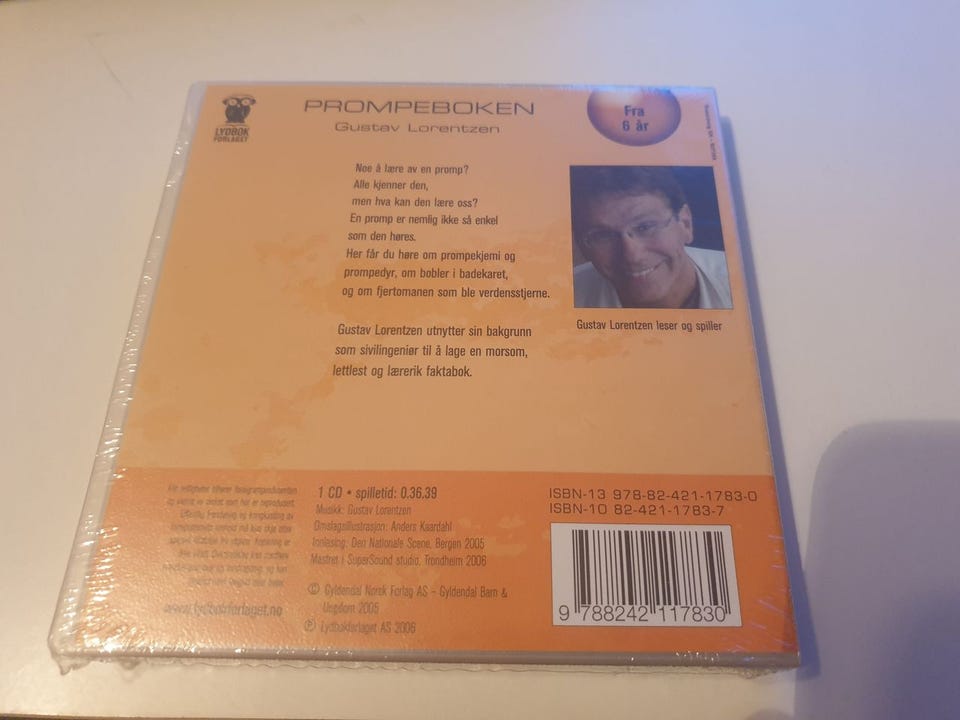 LYDBOK
FORLAGET
PROMPEBOKEN
Gustav Lorentzen
Fra
6 år
Noe å lære av en promp?
Alle kjenner den,
men hva kan den lære oss?
En promp er nemlig ikke så enkel
som den høres.
Her får du høre om prompekjemi og
prompedyr, om bobler i badekaret,
og om fjertomanen som ble verdensstjerne.
Gustav Lorentzen utnytter sin bakgrunn
som sivilingeniør til å lage en morsom,
lettlest og lærerik faktabok.
Gustav Lorentzen leser og spiller
1 CD • spilletid: 0.36.39
Musikk: Gustav Lorentzen
Omslagsillustrasjon: Anders Kaardahl
Innlesing: Den Nationale Scene, Bergen 2005
Mastret i SuperSound studio, Trondheim 2006
© Gyldendal Norsk Forlag AS – Gyldendal Barn &
Ungdom 2005
℗ Lydbokforlaget AS 2006
www.lydbokforlaget.no
ISBN-13 978-82-421-1783-0
ISBN-10 82-421-1783-7
9 788242 117830